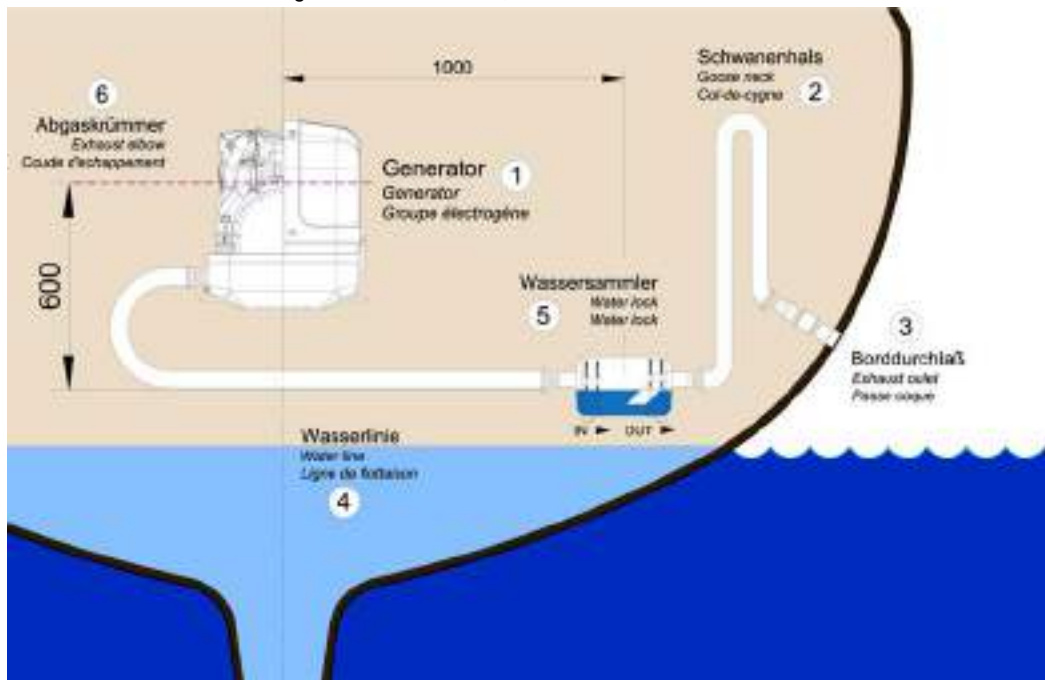 1000
Schwanenhals
Goose neck
Col-de-cygne
2
6
Abgaskrümmer
Exhaust elbow
Coude d'echappement
Generator
1
Generator
Groupe électrogène
600
Wassersammler
Water lock
5
Water lock
3
Borddurchlaß
Exhaust oulet
Passe coque
IN
OUT
Wasserlinie
Water line
Ligne de flottaison
4